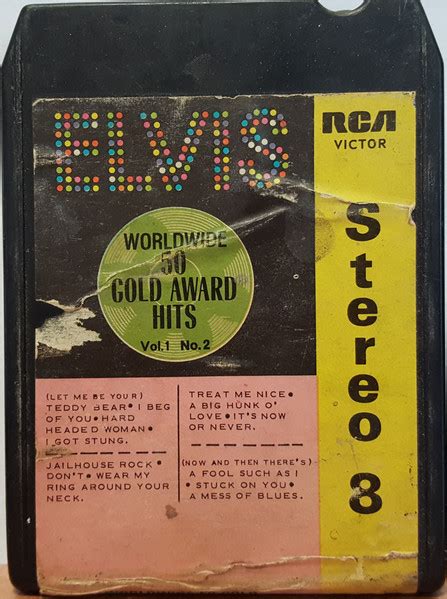 ELVIS
RCA
VICTOR
Stereo 8
WORLDWIDE
50
GOLD AWARD
HITS
Vol.1 No.2
(LET ME BE YOUR)
TEDDY BEAR • I BEG
OF YOU • HARD
HEADED WOMAN •
I GOT STUNG.
JAILHOUSE ROCK •
DON'T • WEAR MY
RING AROUND YOUR
NECK.
TREAT ME NICE •
A BIG HUNK O'
LOVE • IT'S NOW
OR NEVER.
(NOW AND THEN THERE'S)
A FOOL SUCH AS I
• STUCK ON YOU •
A MESS OF BLUES.